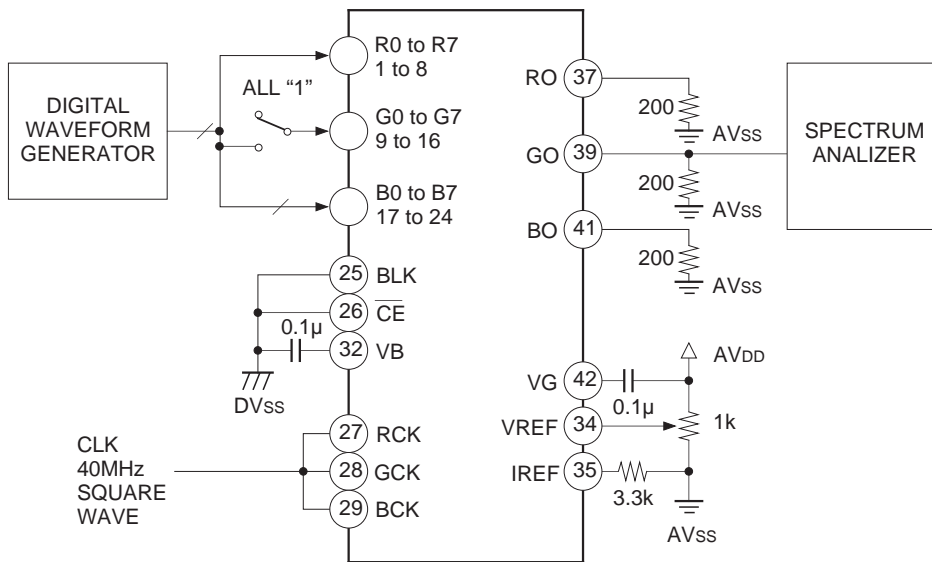 DIGITAL
WAVEFORM
GENERATOR
ALL “1”
R0 to R7
1 to 8
G0 to G7
9 to 16
B0 to B7
17 to 24
25 BLK
26 CE
0.1µ
32 VB
DVSS
CLK
40MHz
SQUARE
WAVE
27 RCK
28 GCK
29 BCK
RO 37
200
AVSS
GO 39
200
AVSS
BO 41
200
AVSS
SPECTRUM
ANALIZER
AVDD
VG 42
0.1µ
1k
VREF 34
IREF 35
3.3k
AVSS